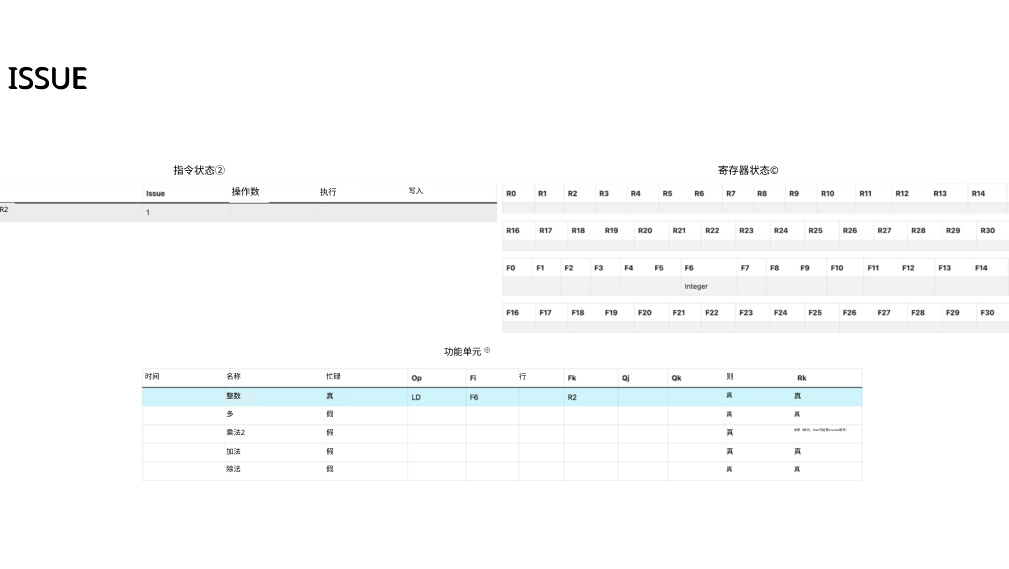 ISSUE
指令状态②
Issue 操作数 执行 写入
R2 1
寄存器状态©
R0 R1 R2 R3 R4 R5 R6 R7 R8 R9 R10 R11 R12 R13 R14
R16 R17 R18 R19 R20 R21 R22 R23 R24 R25 R26 R27 R28 R29 R30
F0 F1 F2 F3 F4 F5 F6 F7 F8 F9 F10 F11 F12 F13 F14
Integer
F16 F17 F18 F19 F20 F21 F22 F23 F24 F25 F26 F27 F28 F29 F30
功能单元
时间 名称 忙碌 Op Fi 行 Fk Qj Qk 则 Rk
整数 真 LD F6 R2 真 真
多 假 真 真
乘法2 假 真
加法 假 真 真
除法 假 真 真